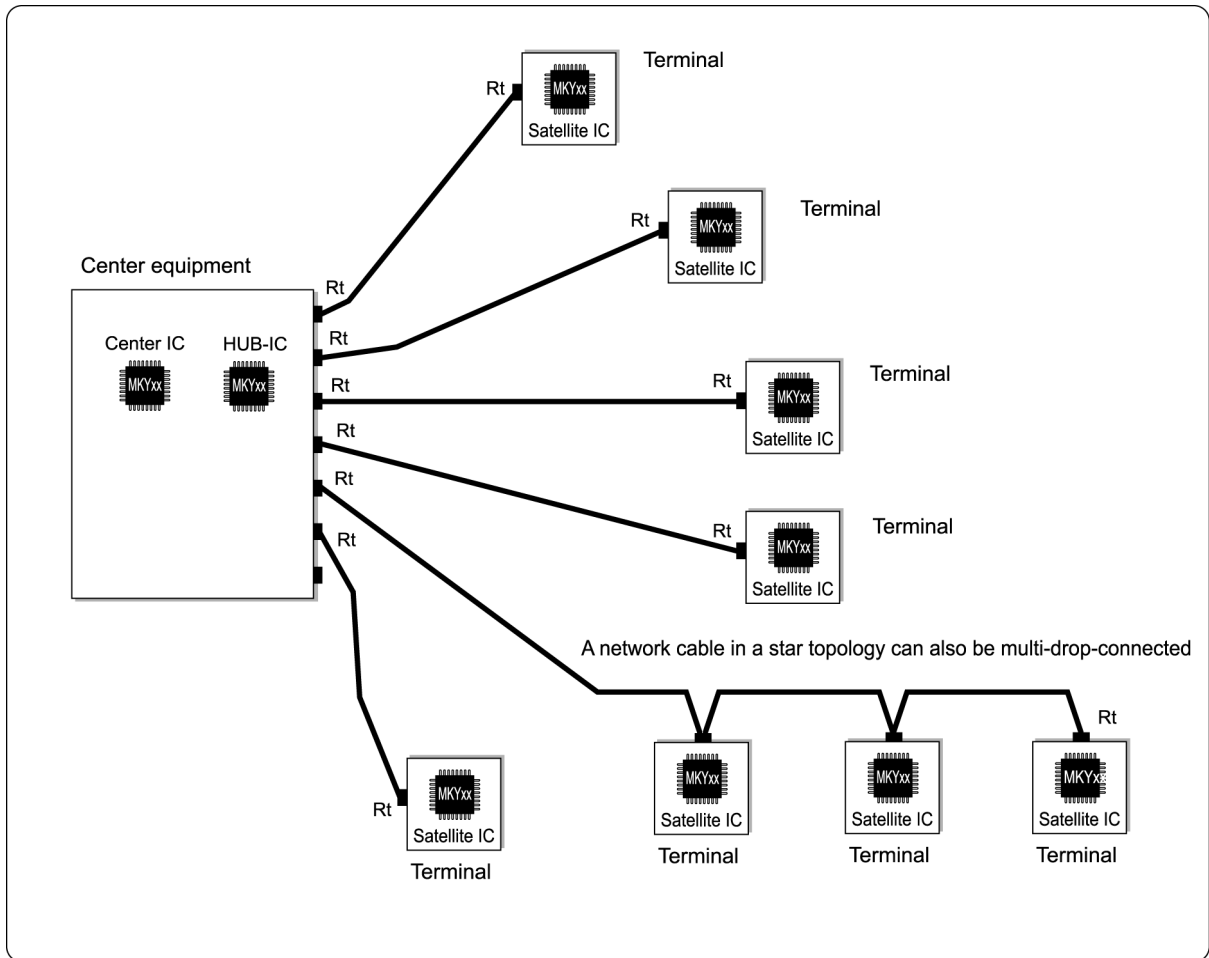 Terminal
Rt
MKYxx
Satellite IC
Terminal
Rt
MKYxx
Satellite IC
Center equipment
Rt
Center IC
HUB-IC
MKYxx
MKYxx
Rt
Rt
Rt
MKYxx
Terminal
Satellite IC
Rt
Rt
Rt
Rt
MKYxx
Terminal
Satellite IC
A network cable in a star topology can also be multi-drop-connected
Rt
MKYxx
Satellite IC
Terminal
MKYxx
Satellite IC
Terminal
MKYxx
Satellite IC
Terminal
Rt
MKYxx
Satellite IC
Terminal